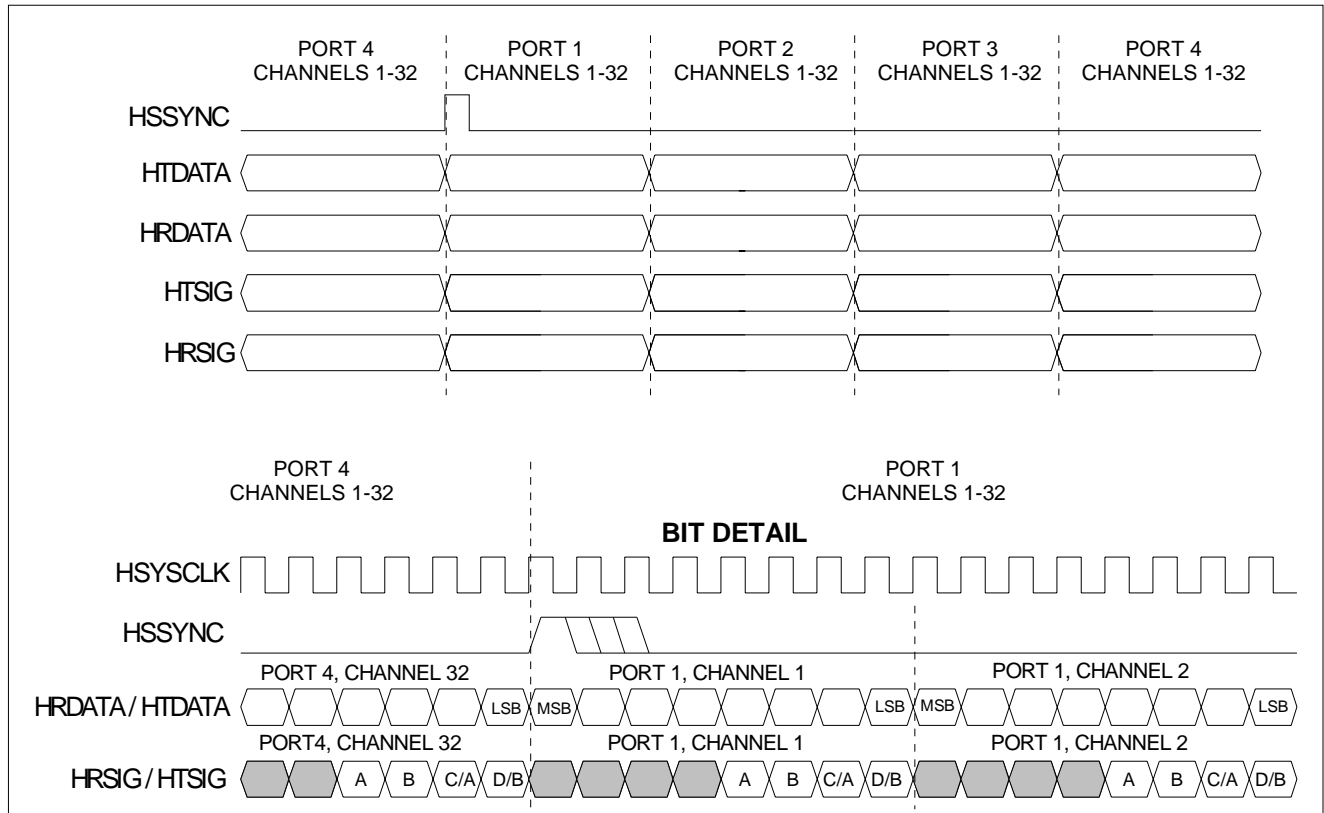 PORT 4 PORT 1 PORT 2 PORT 3 PORT 4
CHANNELS 1-32 CHANNELS 1-32 CHANNELS 1-32 CHANNELS 1-32 CHANNELS 1-32
HSSYNC
HTDATA
HRDATA
HTSIG
HRSIG
PORT 4 PORT 1
CHANNELS 1-32 CHANNELS 1-32
BIT DETAIL
HSYSCLK
HSSYNC
PORT 4, CHANNEL 32 PORT 1, CHANNEL 1 PORT 1, CHANNEL 2
HRDATA / HTDATA LSB MSB LSB MSB LSB
PORT4, CHANNEL 32 PORT 1, CHANNEL 1 PORT 1, CHANNEL 2
HRSIG / HTSIG A B C/A D/B A B C/A D/B A B C/A D/B